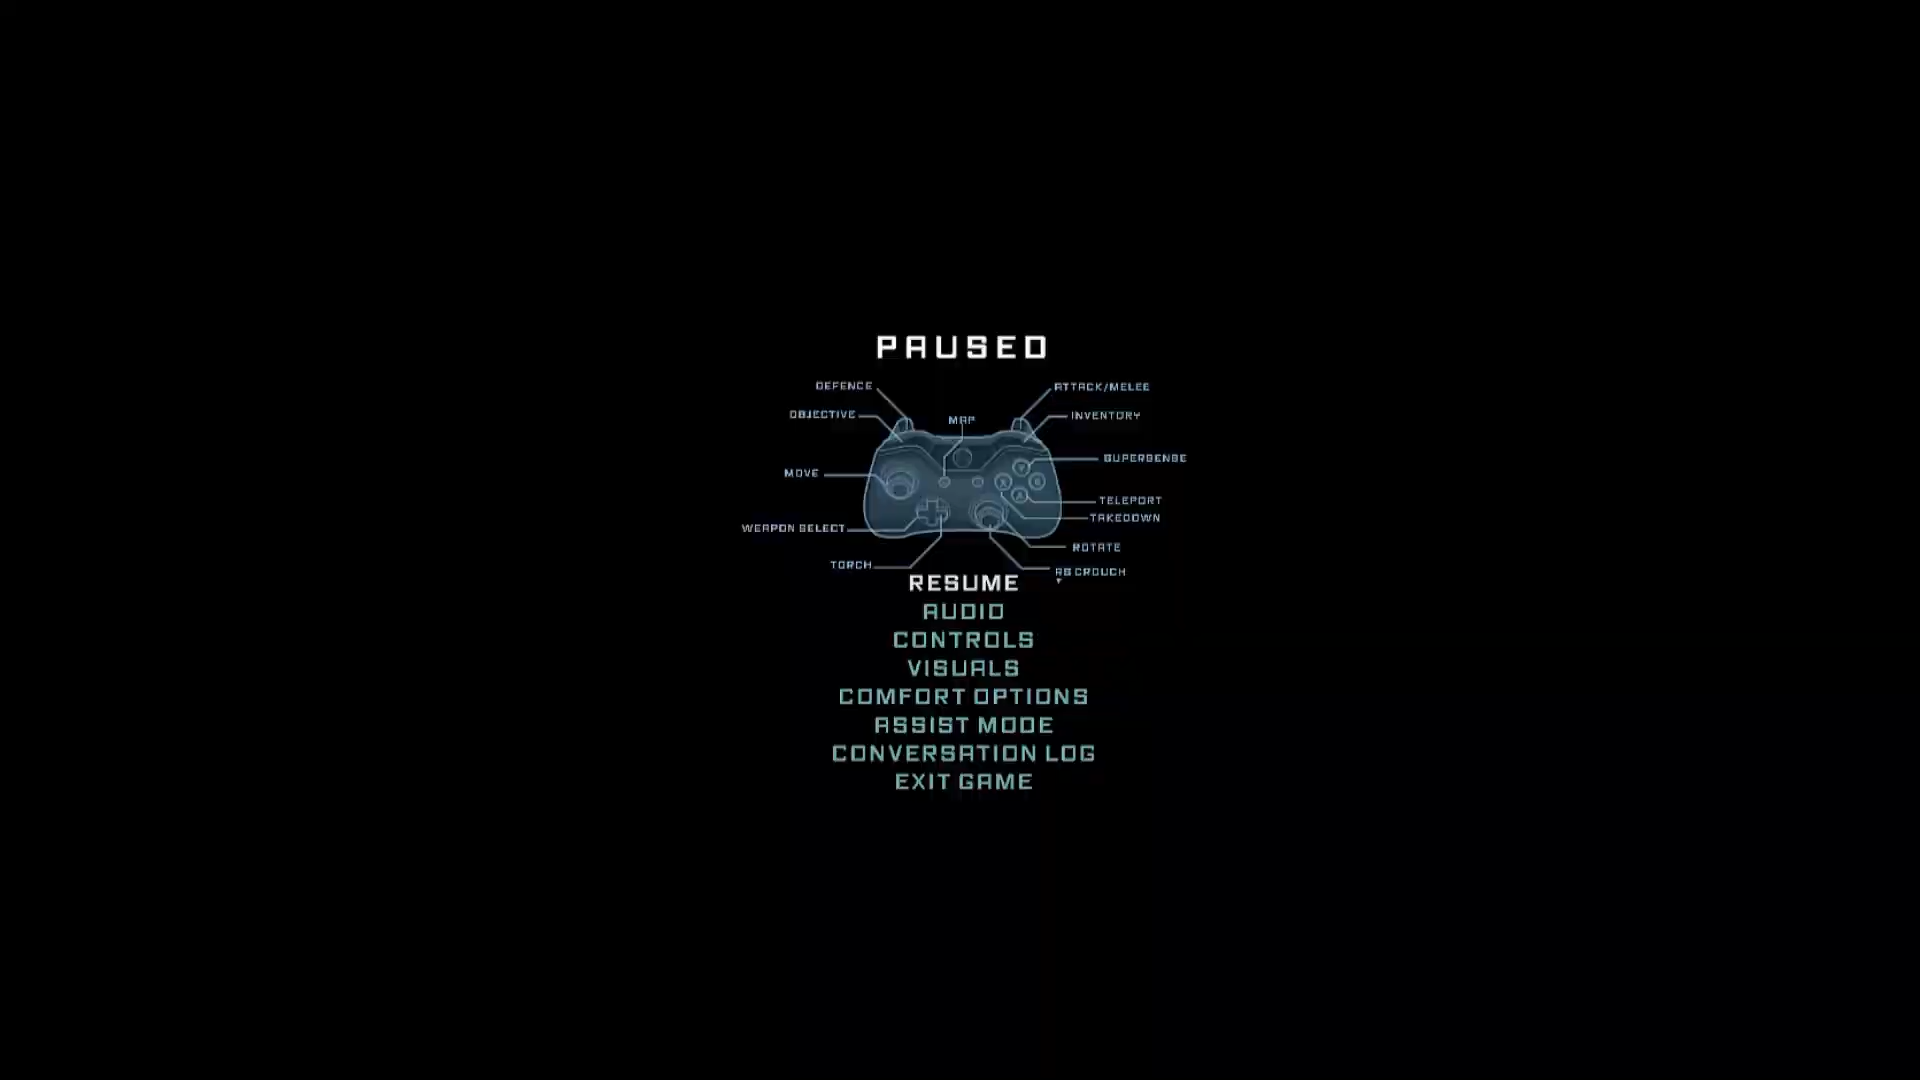 PAUSED
DEFENCE
ATTACK/MELEE
OBJECTIVE
MAP
INVENTORY
SUPERSENSE
MOVE
Y
X
B
A
TELEPORT
TAKEDOWN
WEAPON SELECT
ROTATE
TORCH
RS CROUCH
RESUME
AUDIO
CONTROLS
VISUALS
COMFORT OPTIONS
ASSIST MODE
CONVERSATION LOG
EXIT GAME